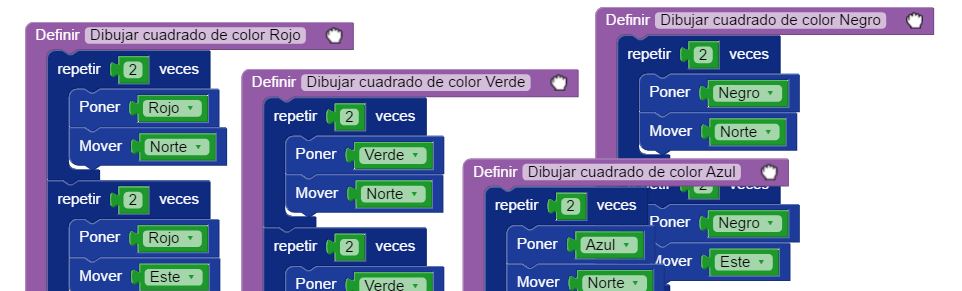 Definir Dibujar cuadrado de color Rojo
repetir 2 veces
Poner Rojo
Mover Norte
repetir 2 veces
Poner Rojo
Mover Este
Definir Dibujar cuadrado de color Verde
repetir 2 veces
Poner Verde
Mover Norte
repetir 2 veces
Poner Verde
Definir Dibujar cuadrado de color Negro
repetir 2 veces
Poner Negro
Mover Norte
repetir 2 veces
Poner Negro
Mover Este
Definir Dibujar cuadrado de color Azul
repetir 2 veces
Poner Azul
Mover Norte